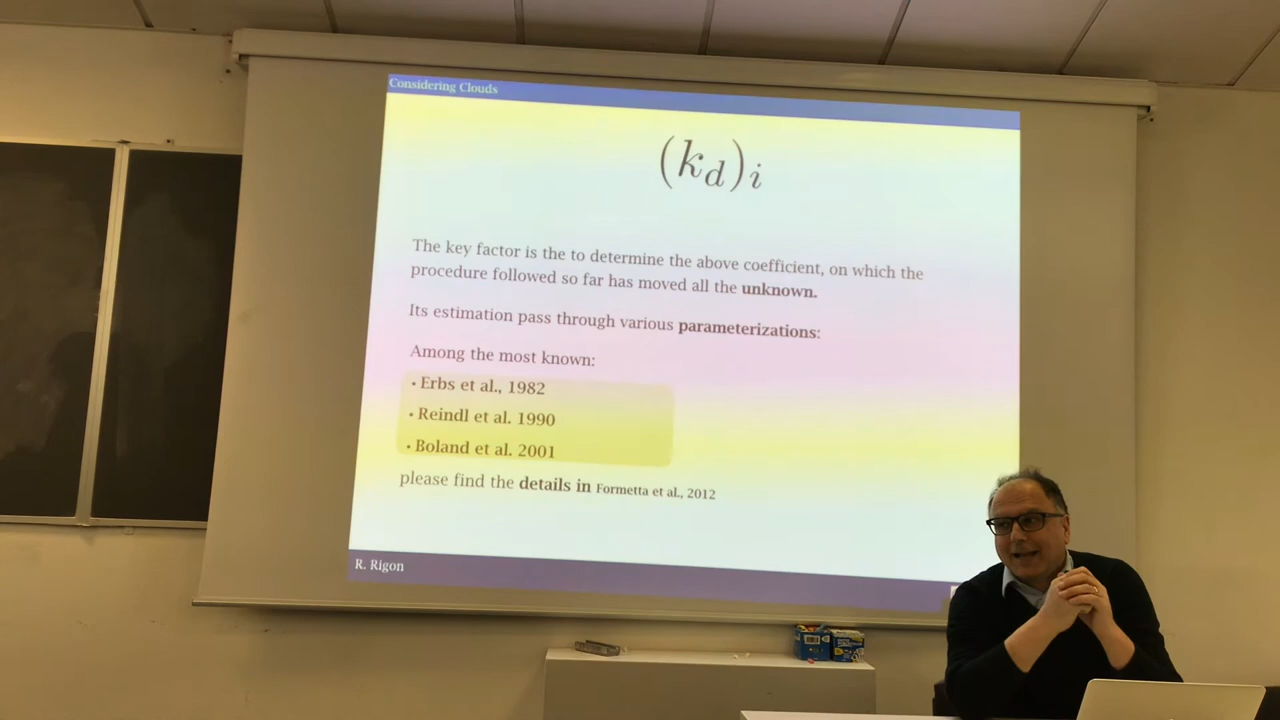 Considering Clouds
(k_d)_i
The key factor is the to determine the above coefficient, on which the
procedure followed so far has moved all the unknown.
Its estimation pass through various parameterizations:
Among the most known:
• Erbs et al., 1982
• Reindl et al. 1990
• Boland et al. 2001
please find the details in Formetta et al., 2012
R. Rigon